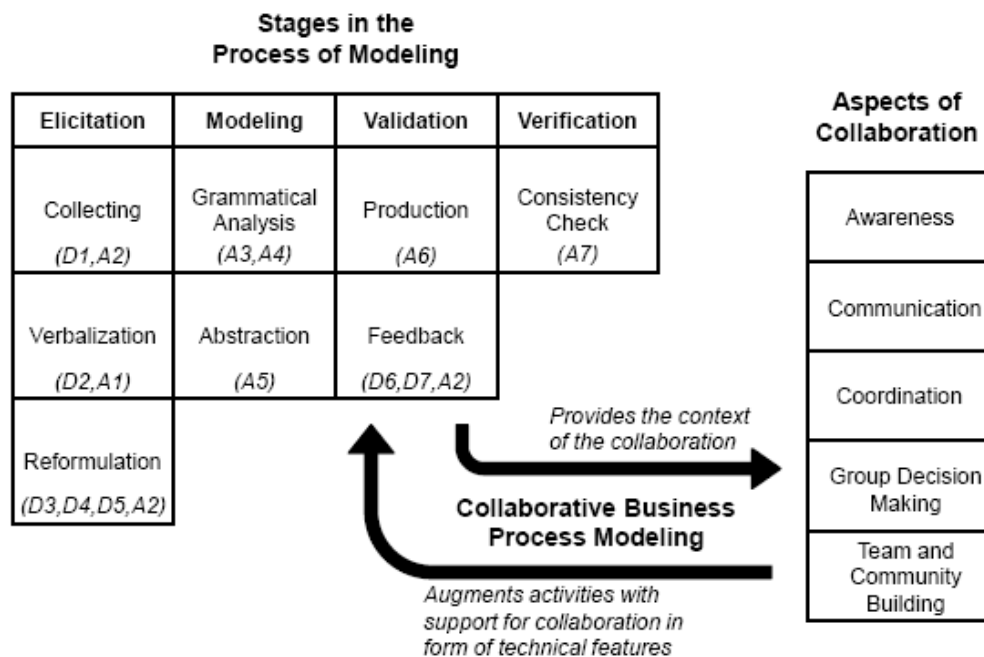 Stages in the
Process of Modeling
Elicitation
Modeling
Validation
Verification
Collecting
(D1,A2)
Grammatical
Analysis
(A3,A4)
Production
(A6)
Consistency
Check
(A7)
Verbalization
(D2,A1)
Abstraction
(A5)
Feedback
(D6,D7,A2)
Reformulation
(D3,D4,D5,A2)
Aspects of
Collaboration
Awareness
Communication
Coordination
Group Decision
Making
Team and
Community
Building
Provides the context
of the collaboration
Collaborative Business
Process Modeling
Augments activities with
support for collaboration in
form of technical features